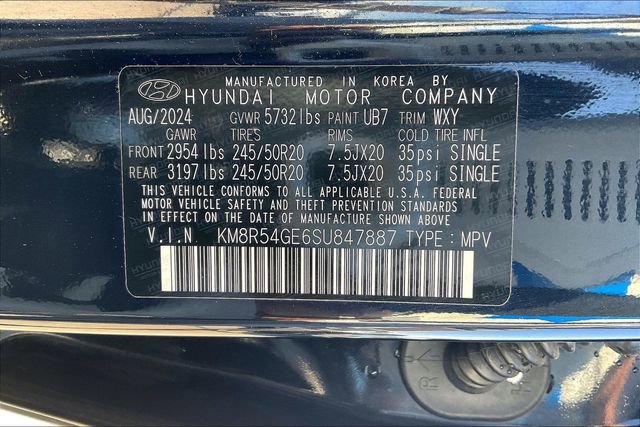 MANUFACTURED IN KOREA BY
HYUNDAI MOTOR COMPANY
AUG/2024 GVWR 5732lbs PAINT UB7 TRIM WXY
GAWR TIRES RIMS COLD TIRE INFL
FRONT 2954lbs 245/50R20 7.5JX20 35psi SINGLE
REAR 3197lbs 245/50R20 7.5JX20 35psi SINGLE
THIS VEHICLE CONFORMS TO ALL APPLICABLE U.S.A. FEDERAL
MOTOR VEHICLE SAFETY AND THEFT PREVENTION STANDARDS
IN EFFECT ON THE DATE OF MANUFACTURE SHOWN ABOVE.
V.I.N. KM8R54GE6SU847887 TYPE : MPV
R